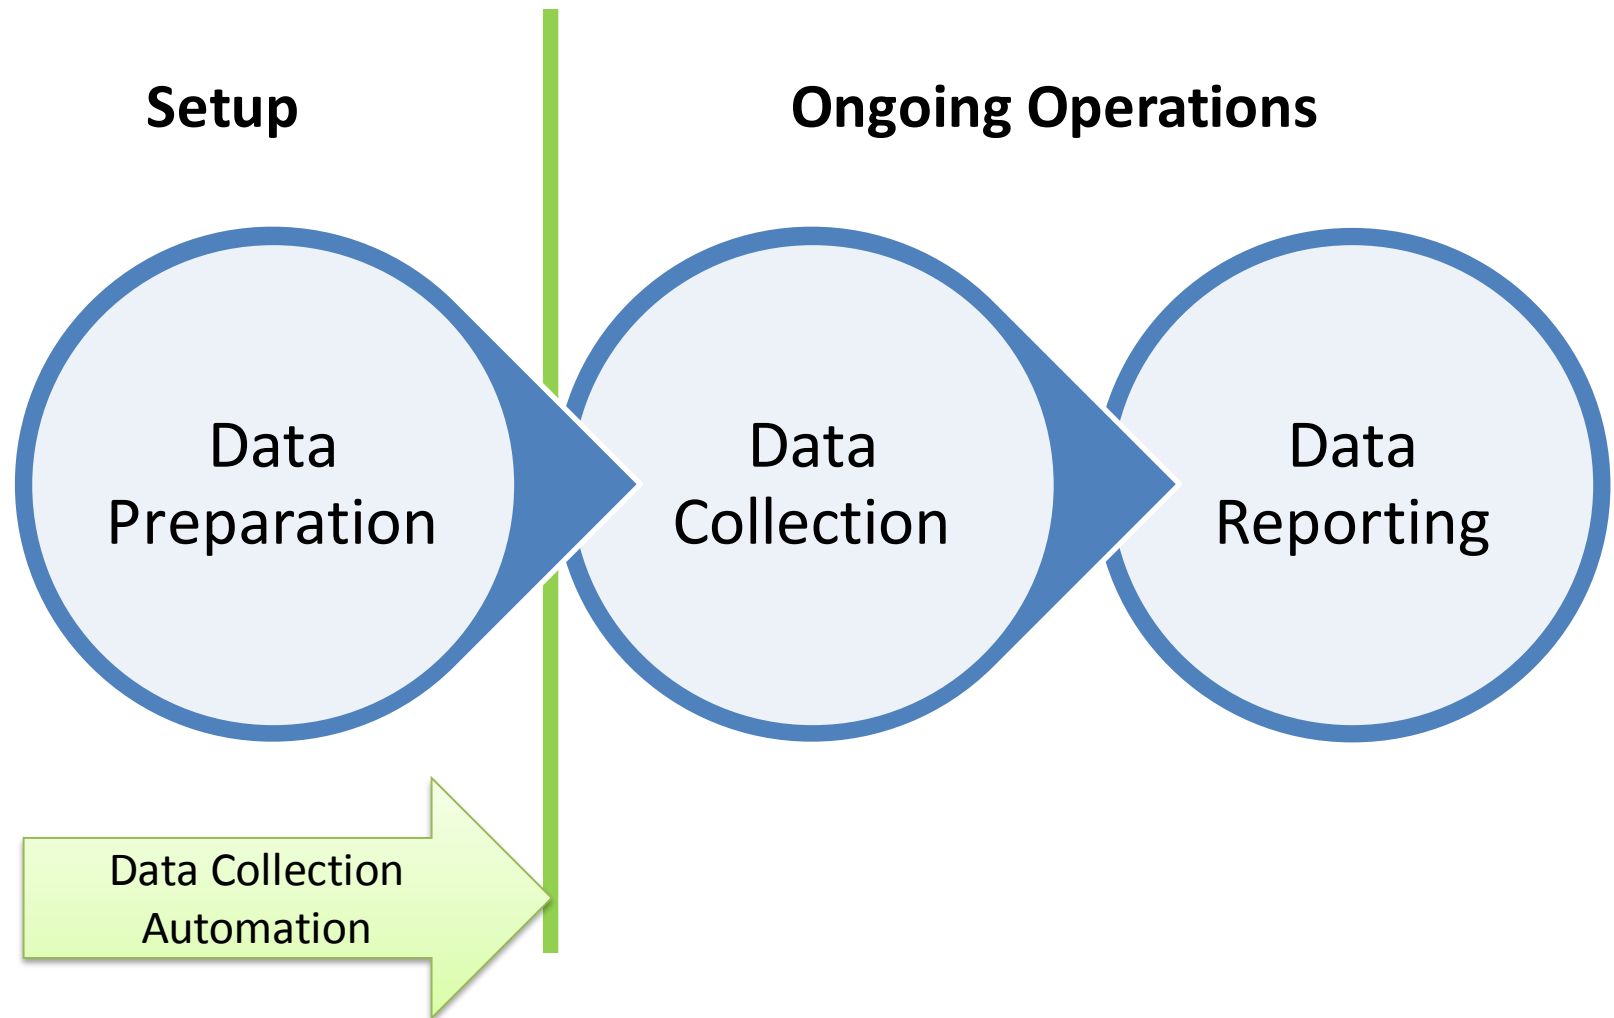 Setup
Ongoing Operations
Data
Preparation
Data
Collection
Data
Reporting
Data Collection
Automation